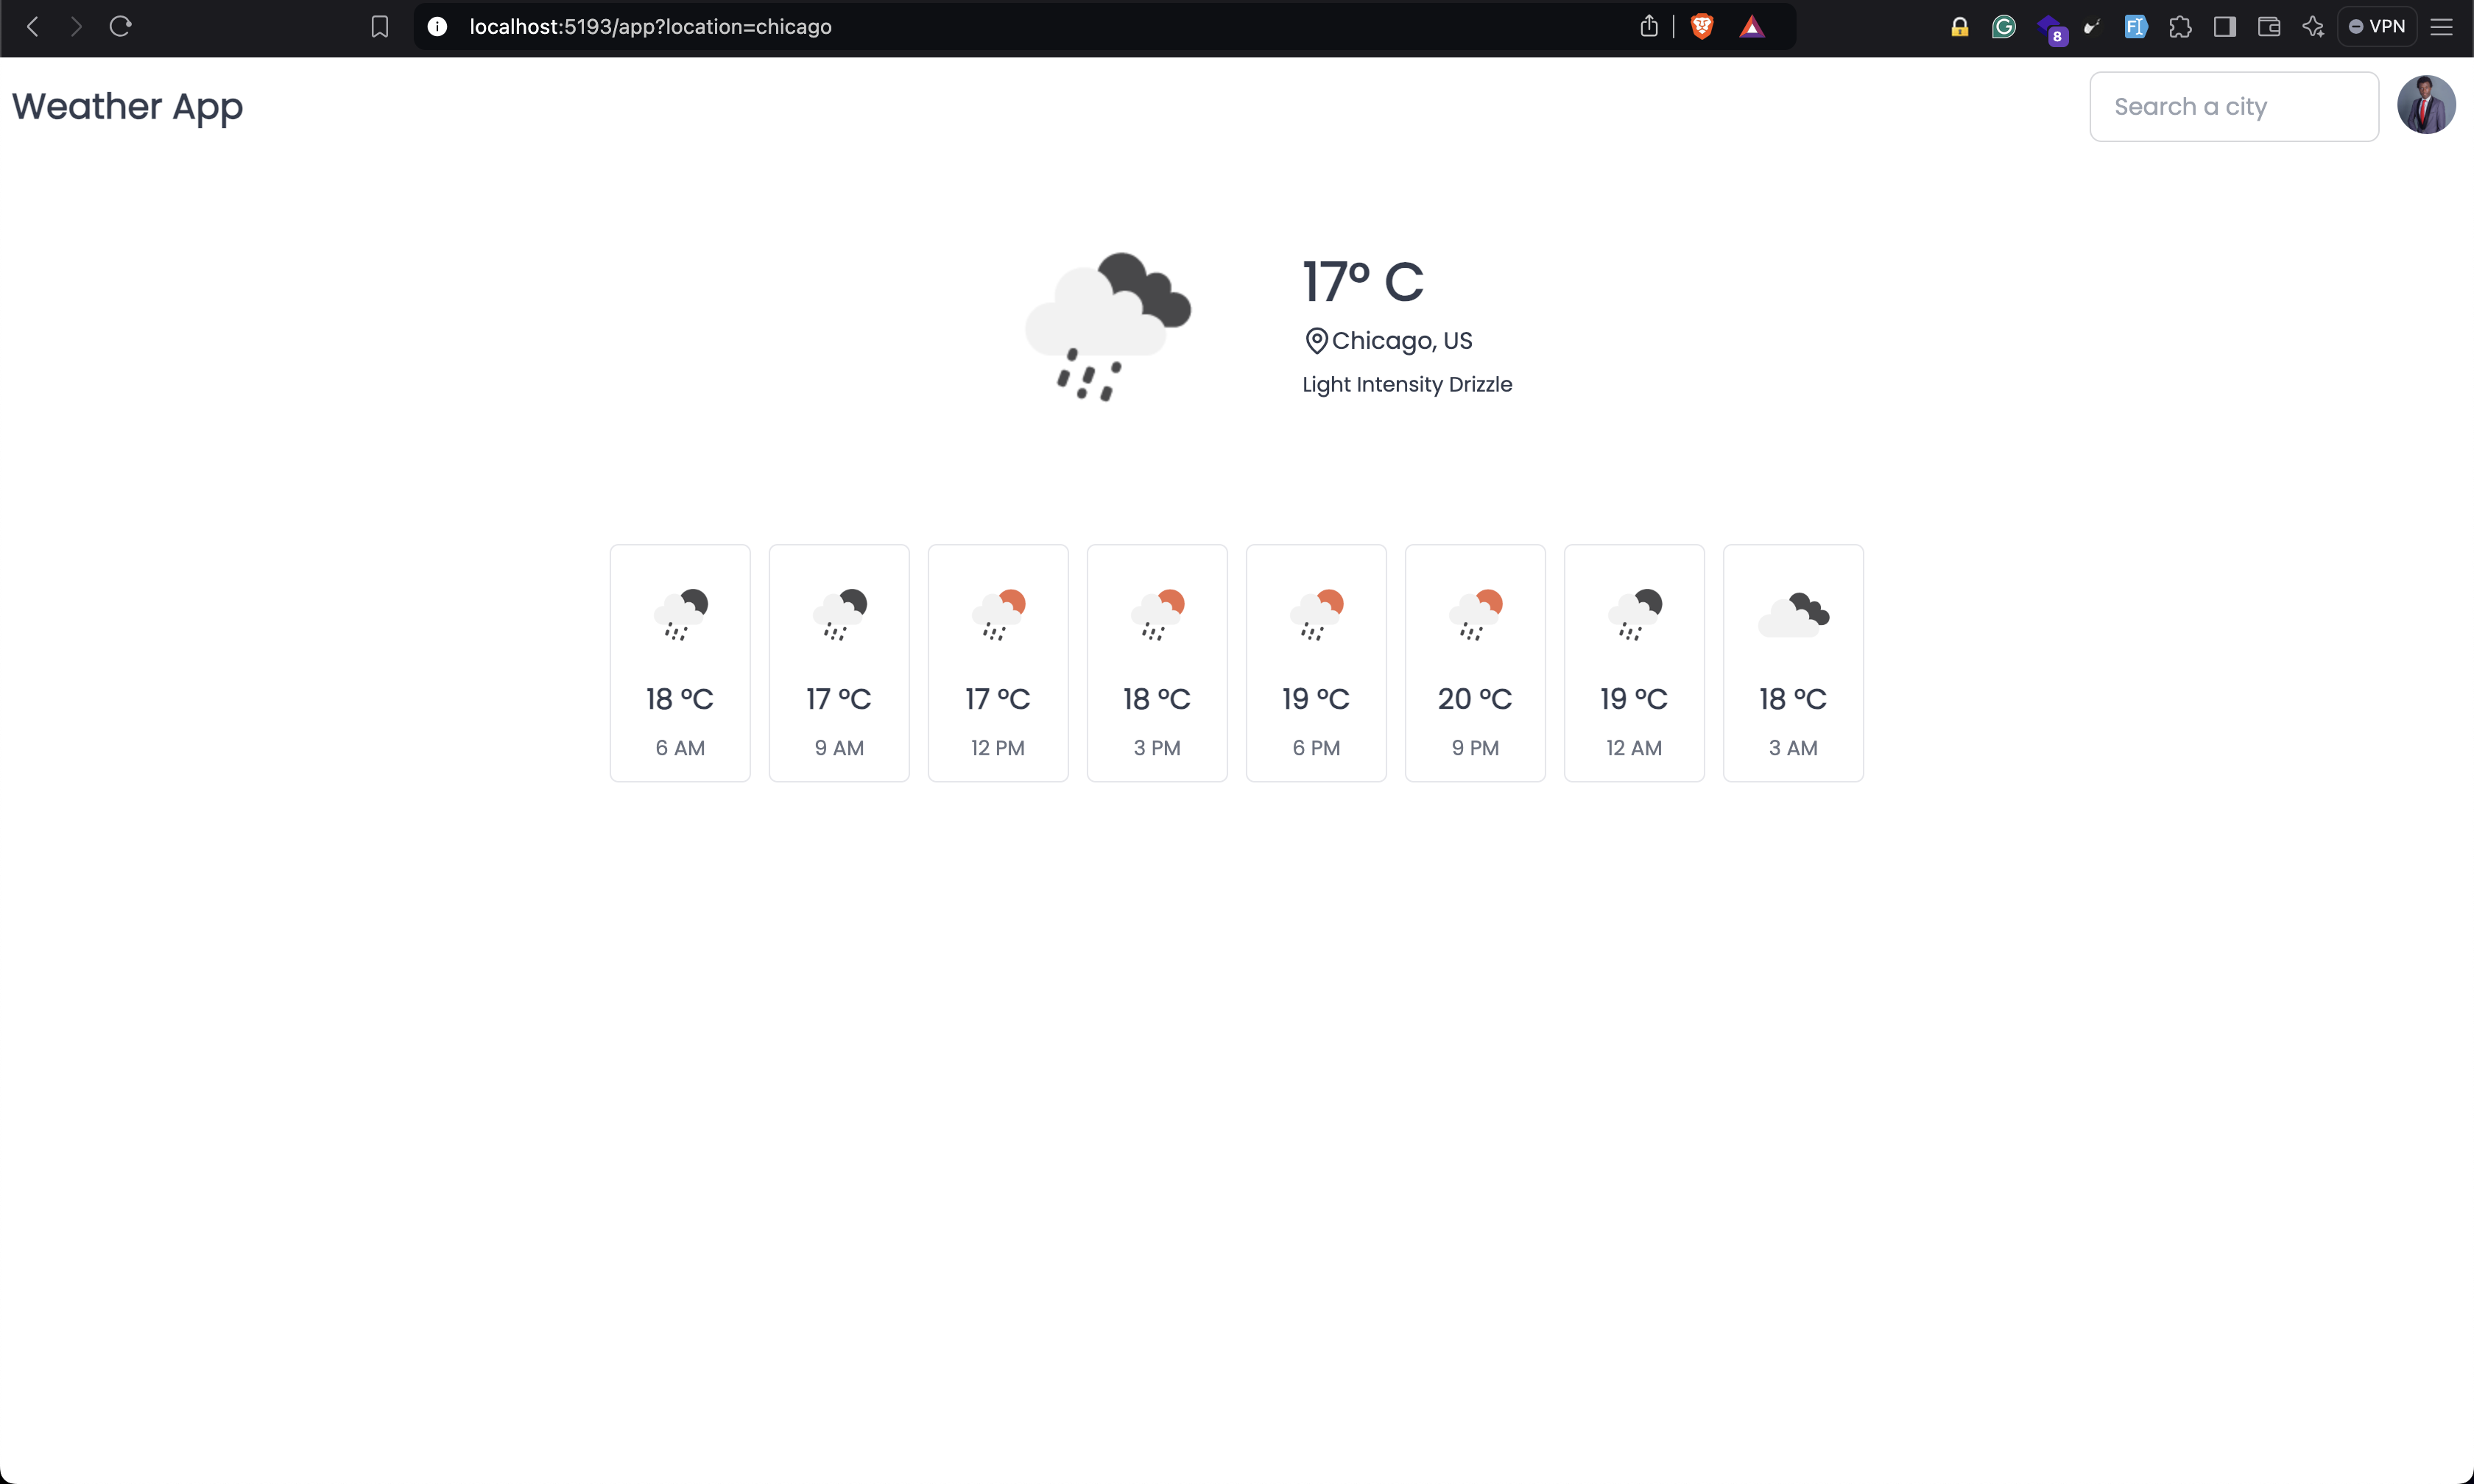 localhost:5193/app?location=chicago
8
VPN
Weather App
Search a city
17° C
Chicago, US
Light Intensity Drizzle
18 °C 17 °C 17 °C 18 °C 19 °C 20 °C 19 °C 18 °C
6 AM 9 AM 12 PM 3 PM 6 PM 9 PM 12 AM 3 AM